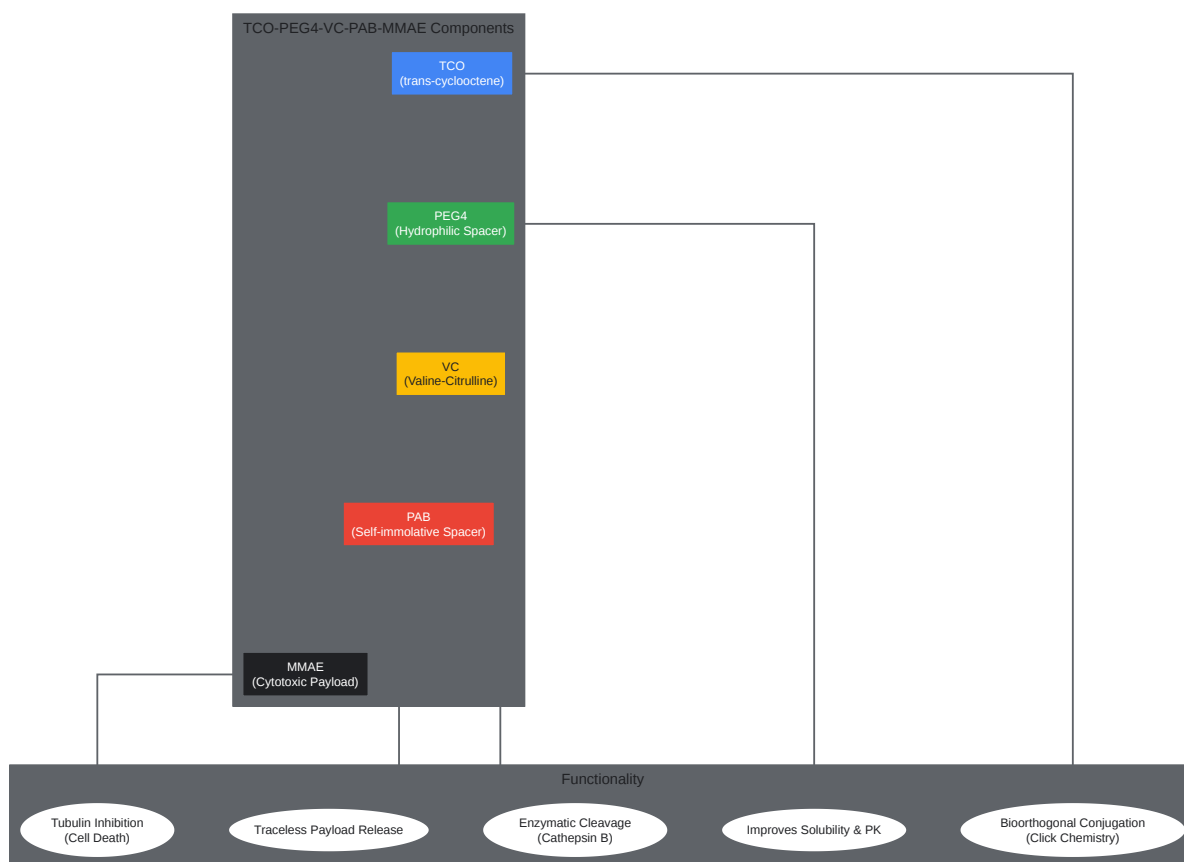 TCO-PEG4-VC-PAB-MMAE Components
TCO
(trans-cyclooctene)
PEG4
(Hydrophilic Spacer)
VC
(Valine-Citrulline)
PAB
(Self-immolative Spacer)
MMAE
(Cytotoxic Payload)
Functionality
Tubulin Inhibition
(Cell Death)
Traceless Payload Release
Enzymatic Cleavage
(Cathepsin B)
Improves Solubility & PK
Bioorthogonal Conjugation
(Click Chemistry)